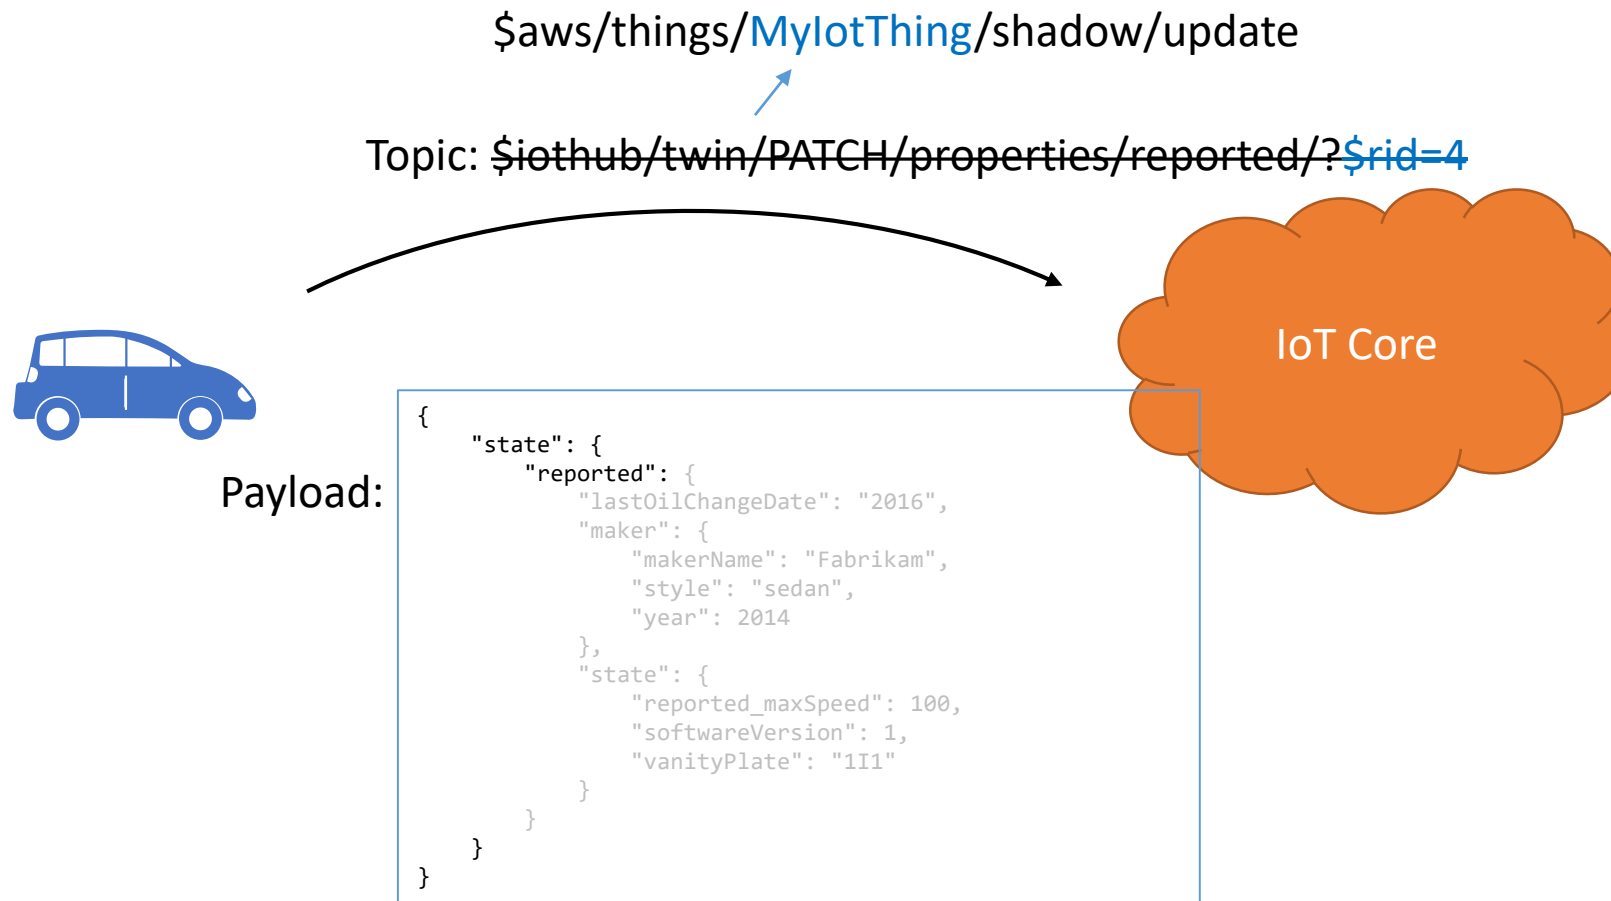 $aws/things/MyIotThing/shadow/update
Topic: $iothub/twin/PATCH/properties/reported/?$rid=4
IoT Core
Payload:
{
    "state": {
        "reported": {
            "lastOilChangeDate": "2016",
            "maker": {
                "makerName": "Fabrikam",
                "style": "sedan",
                "year": 2014
            },
            "state": {
                "reported_maxSpeed": 100,
                "softwareVersion": 1,
                "vanityPlate": "1I1"
            }
        }
    }
}